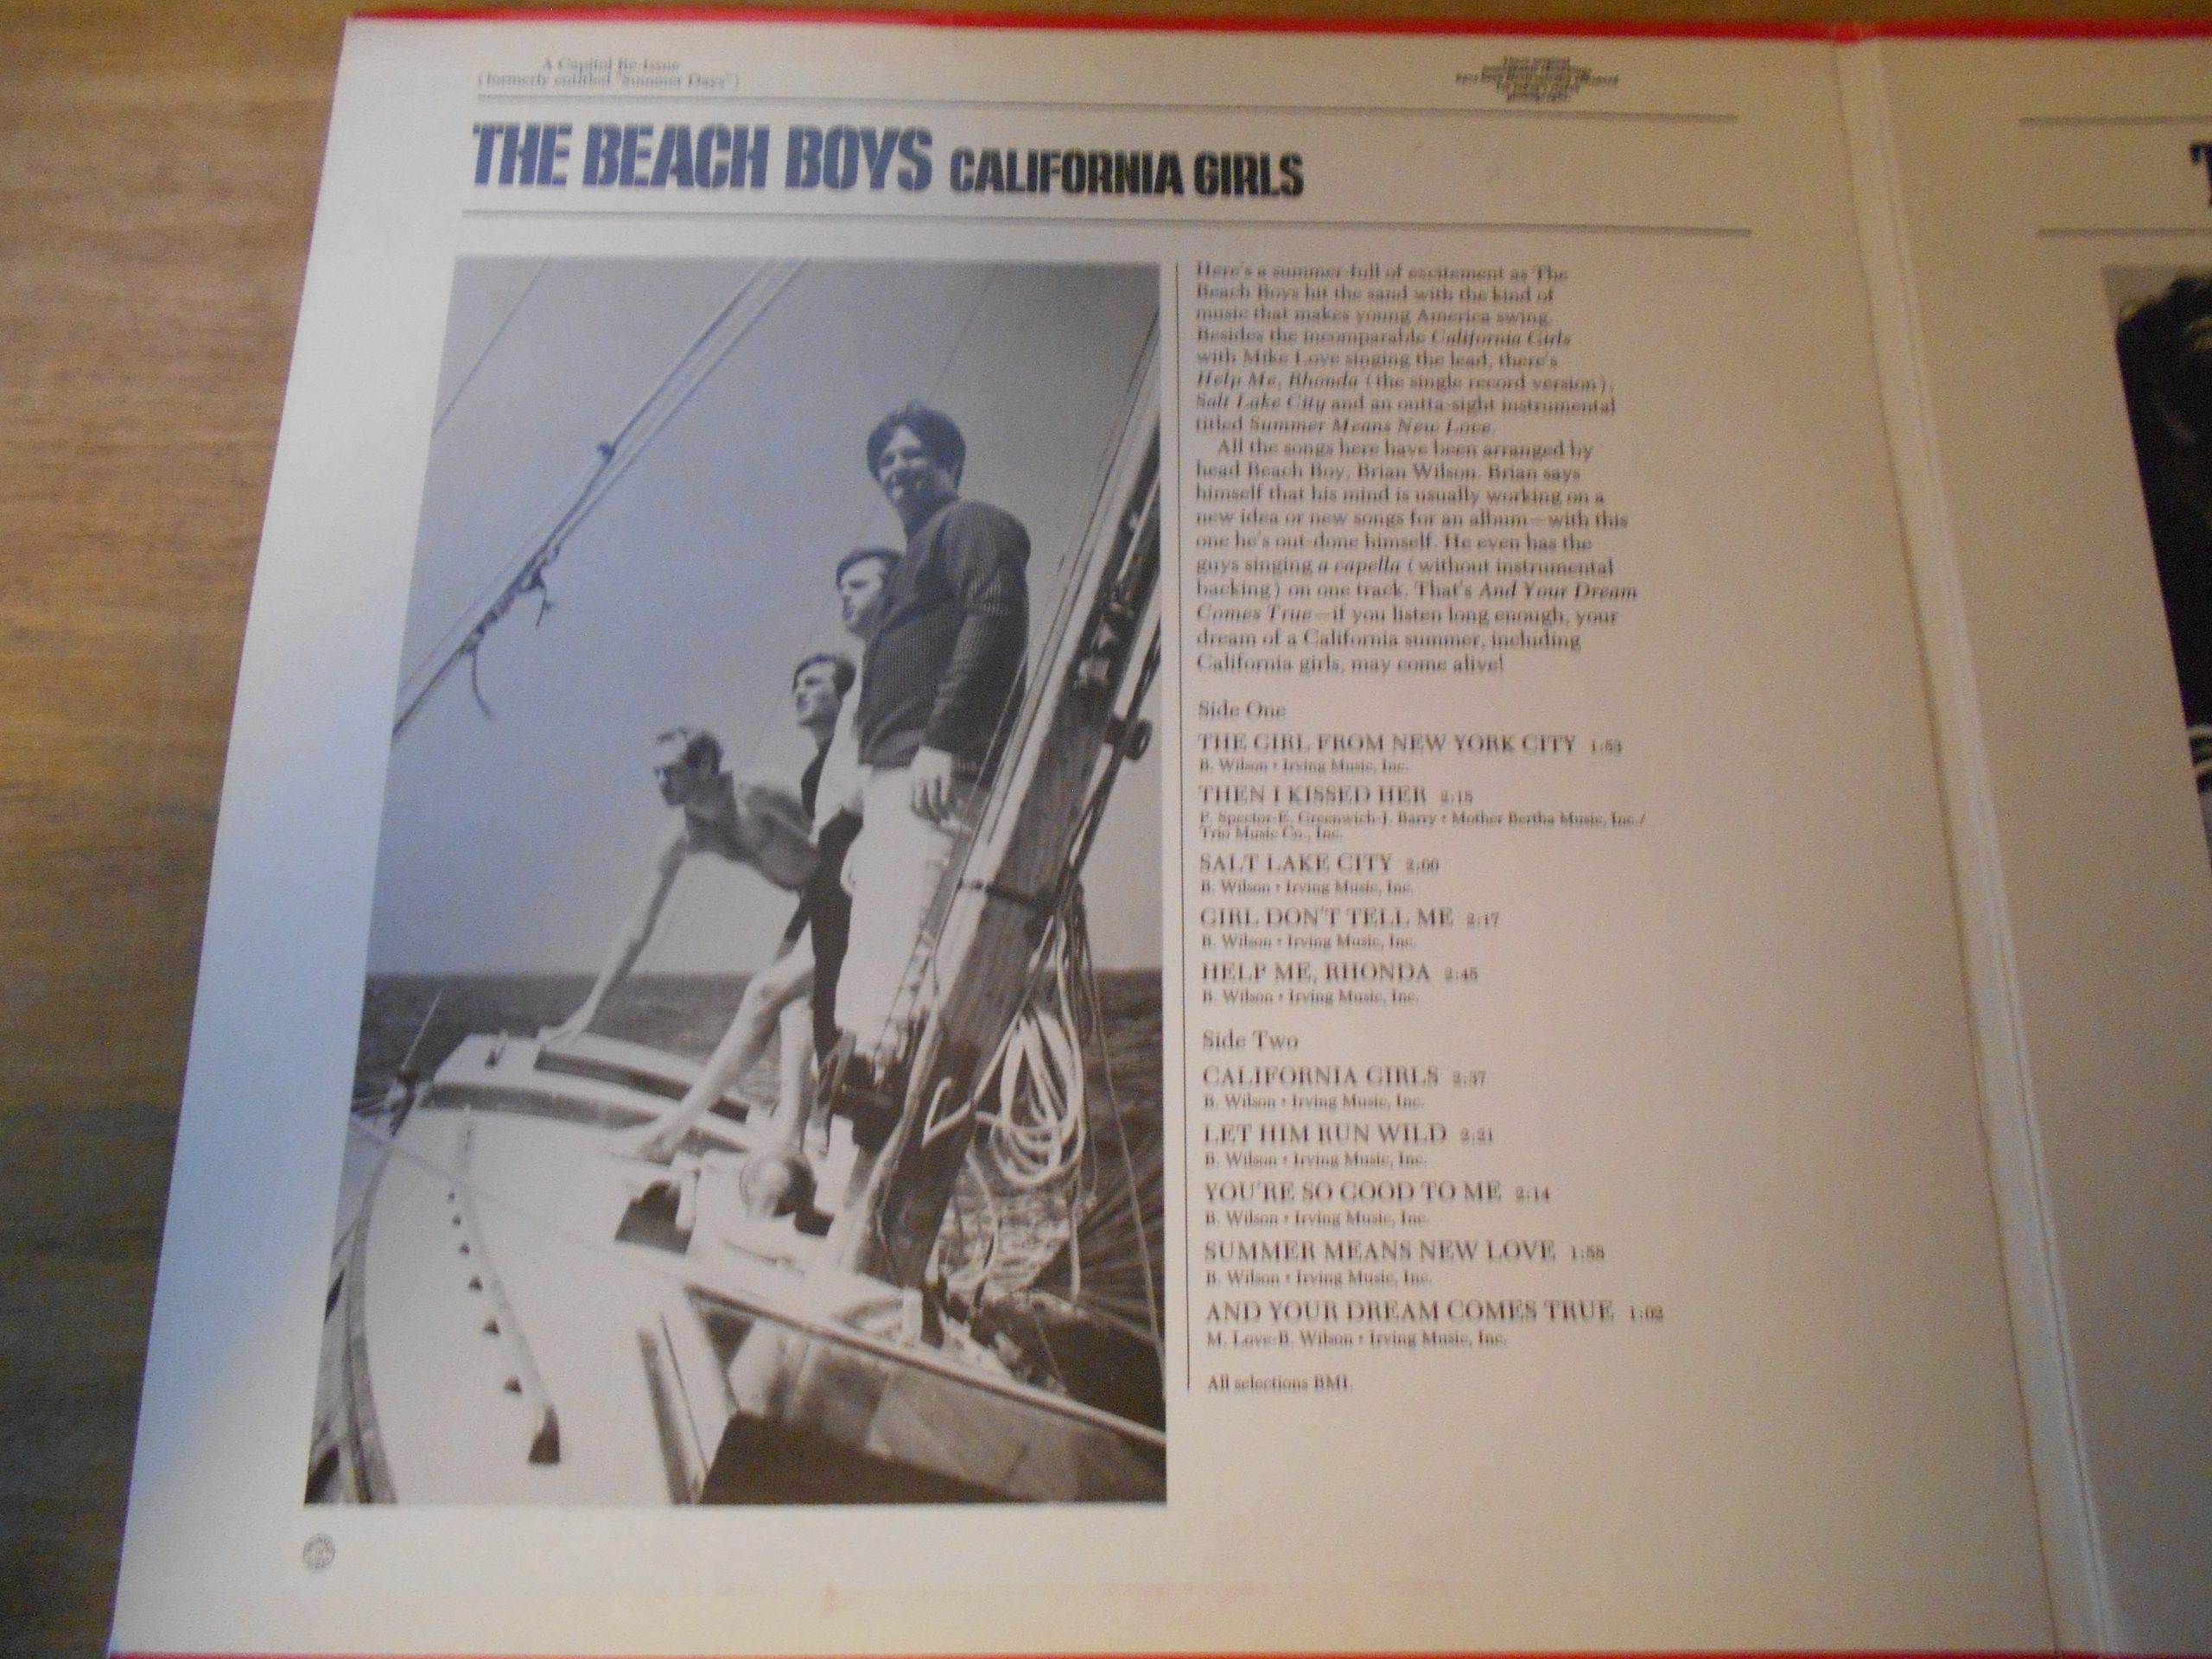 A Capitol Re-Issue
(formerly entitled "Summer Days")
THE BEACH BOYS CALIFORNIA GIRLS
Here's a summer-full of excitement as The
Beach Boys hit the sand with the kind of
music that makes young America swing.
Besides the incomparable California Girls
with Mike Love singing the lead, there's
Help Me, Rhonda (the single record version),
Salt Lake City and an outta-sight instrumental
titled Summer Means New Love.
All the songs here have been arranged by
head Beach Boy, Brian Wilson. Brian says
himself that his mind is usually working on a
new idea or new songs for an album—with this
one he's out-done himself. He even has the
guys singing a capella (without instrumental
backing) on one track. That's And Your Dream
Comes True—if you listen long enough, your
dream of a California summer, including
California girls, may come alive!
Side One
THE GIRL FROM NEW YORK CITY 1:53
B. Wilson • Irving Music, Inc.
THEN I KISSED HER 2:15
P. Spector-E. Greenwich-J. Barry • Mother Bertha Music, Inc./
Trio Music Co., Inc.
SALT LAKE CITY 2:00
B. Wilson • Irving Music, Inc.
GIRL DON'T TELL ME 2:17
B. Wilson • Irving Music, Inc.
HELP ME, RHONDA 2:45
B. Wilson • Irving Music, Inc.
Side Two
CALIFORNIA GIRLS 2:37
B. Wilson • Irving Music, Inc.
LET HIM RUN WILD 2:21
B. Wilson • Irving Music, Inc.
YOU'RE SO GOOD TO ME 2:14
B. Wilson • Irving Music, Inc.
SUMMER MEANS NEW LOVE 1:58
B. Wilson • Irving Music, Inc.
AND YOUR DREAM COMES TRUE 1:02
M. Love-B. Wilson • Irving Music, Inc.
All selections BMI.